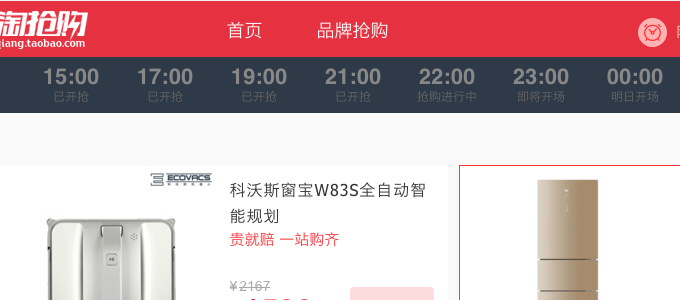 淘抢购
首页
品牌抢购
qiang.taobao.com
15:00 17:00 19:00 21:00 22:00 23:00 00:00
已开抢 已开抢 已开抢 已开抢 抢购进行中 即将开场 明日开场
ECOVACS
科沃斯窗宝W83S全自动智
能规划
贵就赔 一站购齐
¥2167